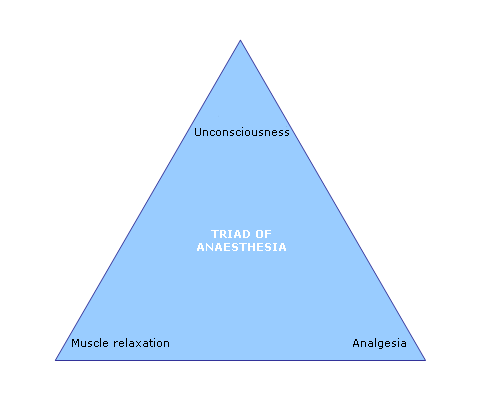 Unconsciousness
TRIAD OF
ANAESTHESIA
Muscle relaxation
Analgesia